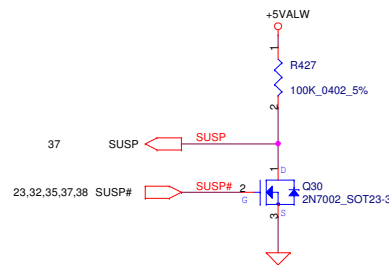 +5VALW
1
R427
100K_0402_5%
2
37 SUSP SUSP
1 D
23,32,35,37,38 SUSP# SUSP# 2 G
Q30
2N7002_SOT23-3
3 S